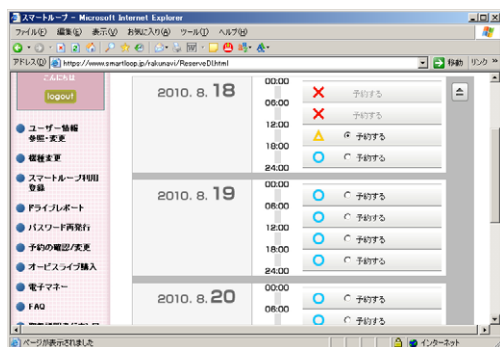 スマートループ - Microsoft Internet Explorer
ファイル(F) 編集(E) 表示(V) お気に入り(A) ツール(T) ヘルプ(H)
アドレス(D) https://www.smartloop.jp/rakunavi/ReserveDl.html 移動 リンク »
こんにちは
logout
ユーザー情報
参照・変更
機種変更
スマートループ利用
登録
ドライブレポート
パスワード再発行
予約の確認/変更
オービスライブ購入
電子マネー
FAQ
2010. 8. 18
00:00
予約する
06:00
予約する
12:00
予約する
18:00
予約する
24:00
2010. 8. 19
00:00
予約する
06:00
予約する
12:00
予約する
18:00
予約する
24:00
2010. 8. 20
00:00
予約する
06:00
予約する
ページが表示されました インターネット